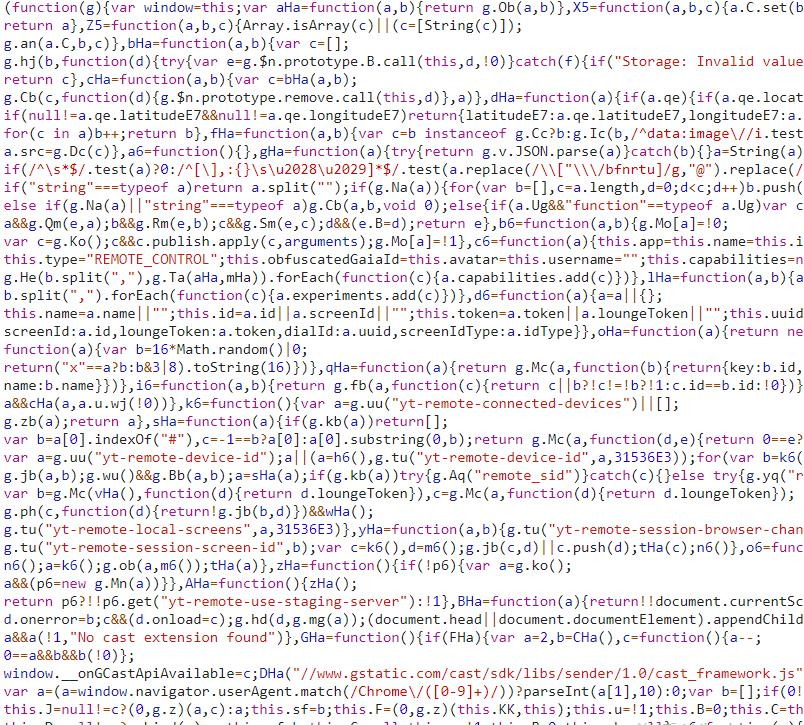 (function(g){var window=this;var aHa=function(a,b){return g.Ob(a,b)},X5=function(a,b,c){a.C.set(b
return a},Z5=function(a,b,c){Array.isArray(c)||(c=[String(c)]);
g.an(a.C,b,c)},bHa=function(a,b){var c=[];
g.hj(b,function(d){try{var e=g.$n.prototype.B.call(this,d,!0)}catch(f){if("Storage: Invalid value
return c},cHa=function(a,b){var c=bHa(a,b);
g.Cb(c,function(d){g.$n.prototype.remove.call(this,d)},a)},dHa=function(a){if(a.qe){if(a.qe.locat
if(null!=a.qe.latitudeE7&&null!=a.qe.longitudeE7)return{latitudeE7:a.qe.latitudeE7,longitudeE7:a.
for(c in a)b++;return b},fHa=function(a,b){var c=b instanceof g.Cc?b:g.Ic(b,/^data:image\//i.test
a.src=g.Dc(c)},a6=function(){},gHa=function(a){try{return g.v.JSON.parse(a)}catch(b){}a=String(a)
if(/^\s*$/.test(a)?0:/^[\],:{}\s\u2028\u2029]*$/.test(a.replace(/\\["\\\/bfnrtu]/g,"@").replace(/
if("string"===typeof a)return a.split("");if(g.Na(a)){for(var b=[],c=a.length,d=0;d<c;d++)b.push(
else if(g.Na(a)||"string"===typeof a)g.Cb(a,b,void 0);else{if(a.Ug&&"function"==typeof a.Ug)var c
a&&g.Qm(e,a);b&&g.Rm(e,b);c&&g.Sm(e,c);d&&(e.B=d);return e},b6=function(a,b){g.Mo[a]=!0;
var c=g.Ko();c&&c.publish.apply(c,arguments);g.Mo[a]=!1},c6=function(a){this.app=this.name=this.i
this.type="REMOTE_CONTROL";this.obfuscatedGaiaId=this.avatar=this.username="";this.capabilities=n
g.He(b.split(","),g.Ta(aHa,mHa)).forEach(function(c){a.capabilities.add(c)})},lHa=function(a,b){a
b.split(",").forEach(function(c){a.experiments.add(c)})},d6=function(a){a=a||{};
this.name=a.name||"";this.id=a.id||a.screenId||"";this.token=a.token||a.loungeToken||"";this.uuid
screenId:a.id,loungeToken:a.token,dialId:a.uuid,screenIdType:a.idType}},oHa=function(a){return ne
function(a){var b=16*Math.random()|0;
return("x"==a?b:b&3|8).toString(16)})},qHa=function(a){return g.Mc(a,function(b){return{key:b.id,
name:b.name}})},i6=function(a,b){return g.fb(a,function(c){return c||b?!c!=!b?!1:c.id==b.id:!0})}
a&&cHa(a,a.u.wj(!0))},k6=function(){var a=g.uu("yt-remote-connected-devices")||[];
g.zb(a);return a},sHa=function(a){if(g.kb(a))return[];
var b=a[0].indexOf("#"),c=-1==b?a[0]:a[0].substring(0,b);return g.Mc(a,function(d,e){return 0==e?
var a=g.uu("yt-remote-device-id");a||(a=h6(),g.tu("yt-remote-device-id",a,31536E3));for(var b=k6(
g.jb(a,b);g.wu()&&g.Bb(a,b);a=sHa(a);if(g.kb(a))try{g.Aq("remote_sid")}catch(c){}else try{g.yq("r
var b=g.Mc(vHa(),function(d){return d.loungeToken}),c=g.Mc(a,function(d){return d.loungeToken});
g.ph(c,function(d){return!g.jb(b,d)})&&wHa();
g.tu("yt-remote-local-screens",a,31536E3)},yHa=function(a,b){g.tu("yt-remote-session-browser-chan
g.tu("yt-remote-session-screen-id",b);var c=k6(),d=m6();g.jb(c,d)||c.push(d);tHa(c);n6()},o6=func
n6();a=k6();g.ob(a,m6());tHa(a)},zHa=function(){if(!p6){var a=g.ko();
a&&(p6=new g.Mn(a))}},AHa=function(){zHa();
return p6?!!p6.get("yt-remote-use-staging-server"):!1},BHa=function(a){return!!document.currentSc
d.onerror=b;c&&(d.onload=c);g.hd(d,g.mg(a));(document.head||document.documentElement).appendChild
a&&a(!1,"No cast extension found")},GHa=function(){if(FHa){var a=2,b=CHa(),c=function(){a--;
0==a&&b&&b(!0)};
window.__onGCastApiAvailable=c;DHa("//www.gstatic.com/cast/sdk/libs/sender/1.0/cast_framework.js"
var a=(a=window.navigator.userAgent.match(/Chrome\/([0-9]+)/))?parseInt(a[1],10):0;var b=[];if(0!
this.J=null!=c?(0,g.z)(a,c):a;this.sf=b;this.F=(0,g.z)(this.KK,this);this.u=!1;this.B=0;this.C=th